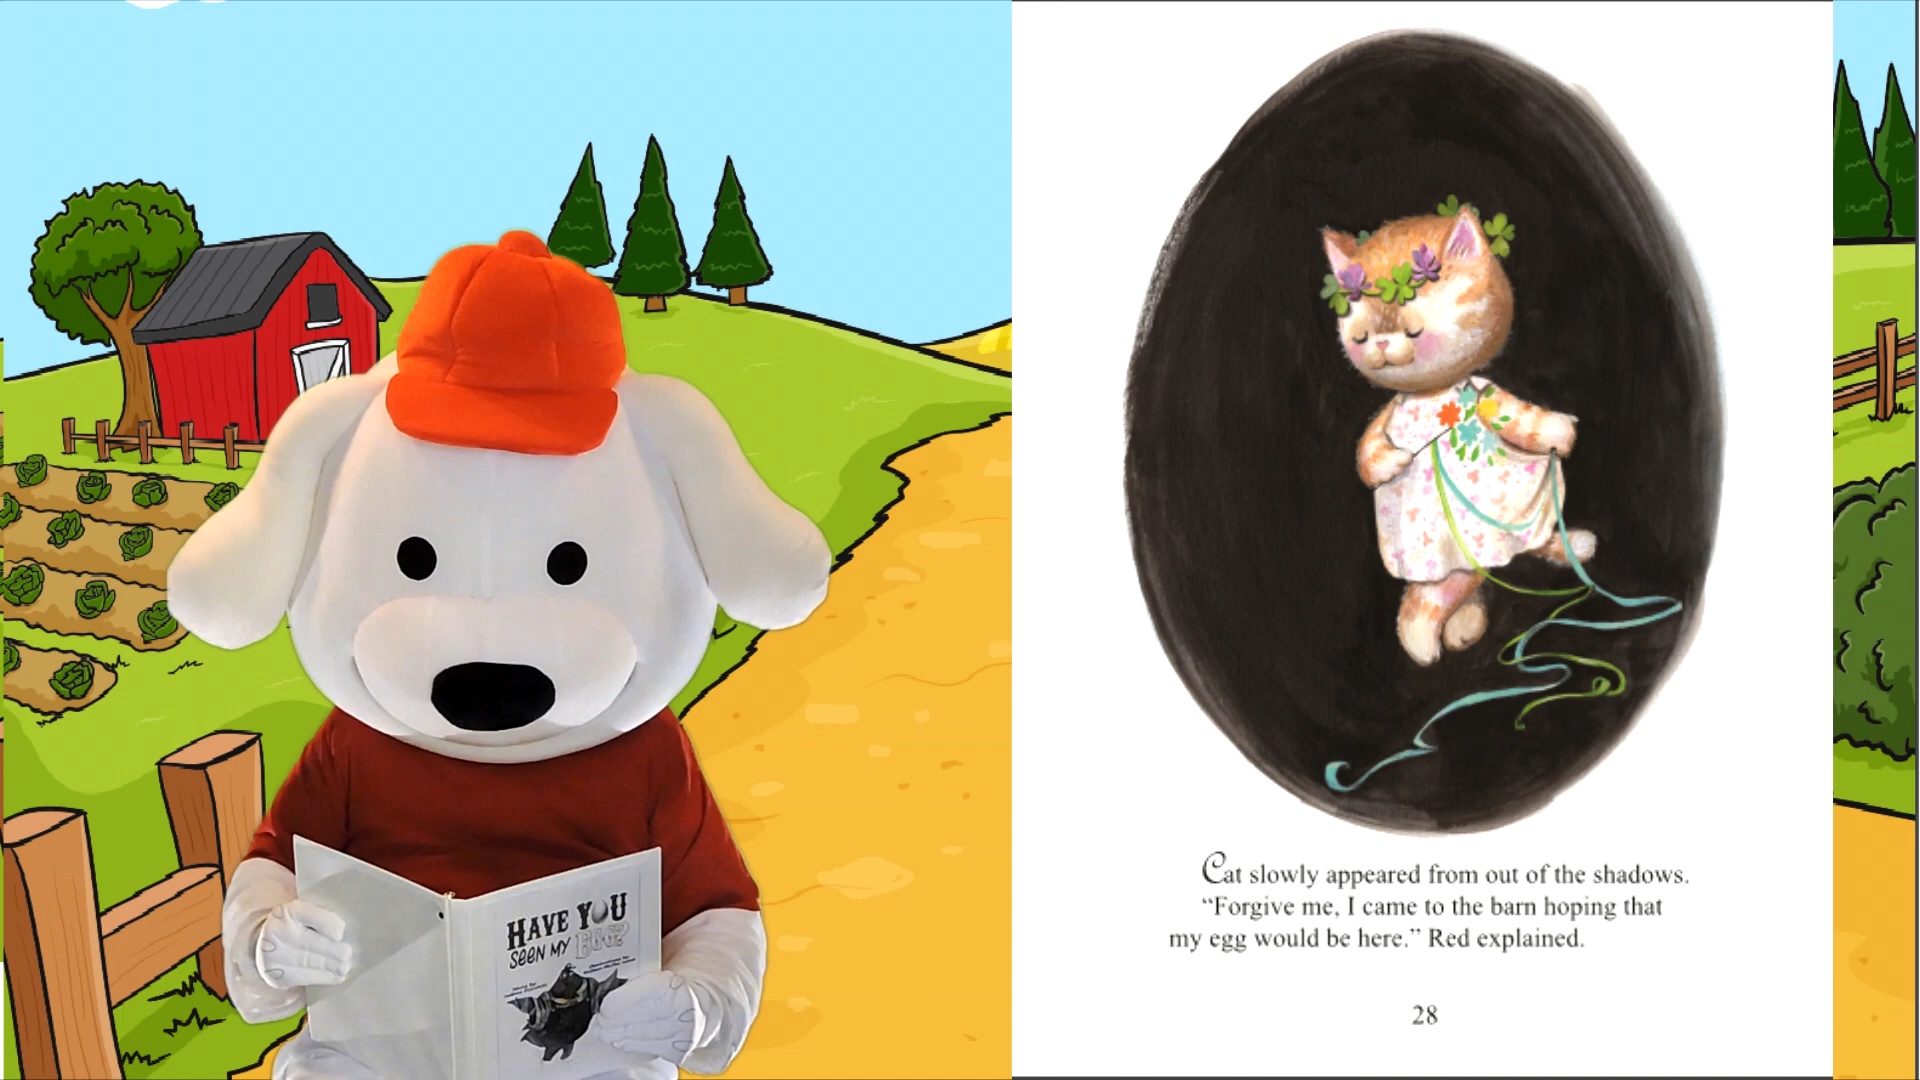 HAVE YOU
SEEN MY EGG?
Cat slowly appeared from out of the shadows.
“Forgive me, I came to the barn hoping that
my egg would be here.” Red explained.
28